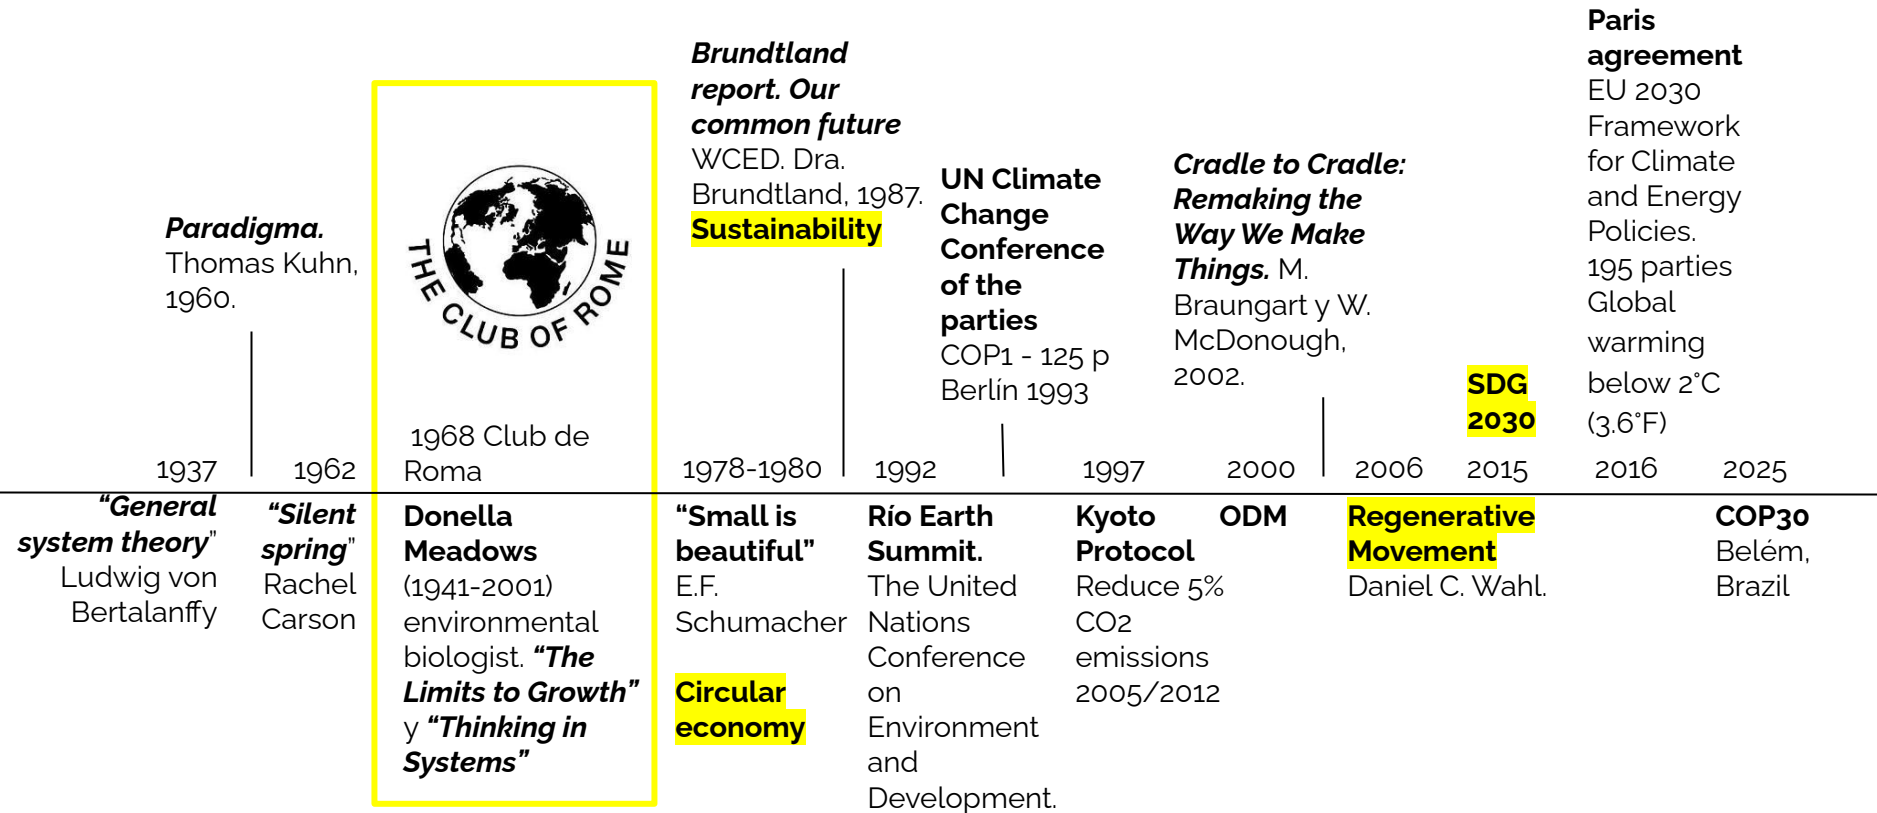 Paradigma.
Thomas Kuhn,
1960.
THE CLUB OF ROME
Brundtland
report. Our
common future
WCED. Dra.
Brundtland, 1987.
Sustainability
UN Climate
Change
Conference
of the
parties
COP1 - 125 p
Berlín 1993
Cradle to Cradle:
Remaking the
Way We Make
Things. M.
Braungart y W.
McDonough,
2002.
SDG
2030
Paris
agreement
EU 2030
Framework
for Climate
and Energy
Policies.
195 parties
Global
warming
below 2°C
(3.6°F)
1937
"General
system theory"
Ludwig von
Bertalanffy
1962
"Silent
spring"
Rachel
Carson
1968 Club de
Roma
Donella
Meadows
(1941-2001)
environmental
biologist. "The
Limits to Growth"
y "Thinking in
Systems"
1978-1980
"Small is
beautiful"
E.F.
Schumacher
Circular
economy
1992
Río Earth
Summit.
The United
Nations
Conference
on
Environment
and
Development.
1997
Kyoto
Protocol
Reduce 5%
CO2
emissions
2005/2012
2000
ODM
2006
Regenerative
Movement
Daniel C. Wahl.
2015
2016
2025
COP30
Belém,
Brazil